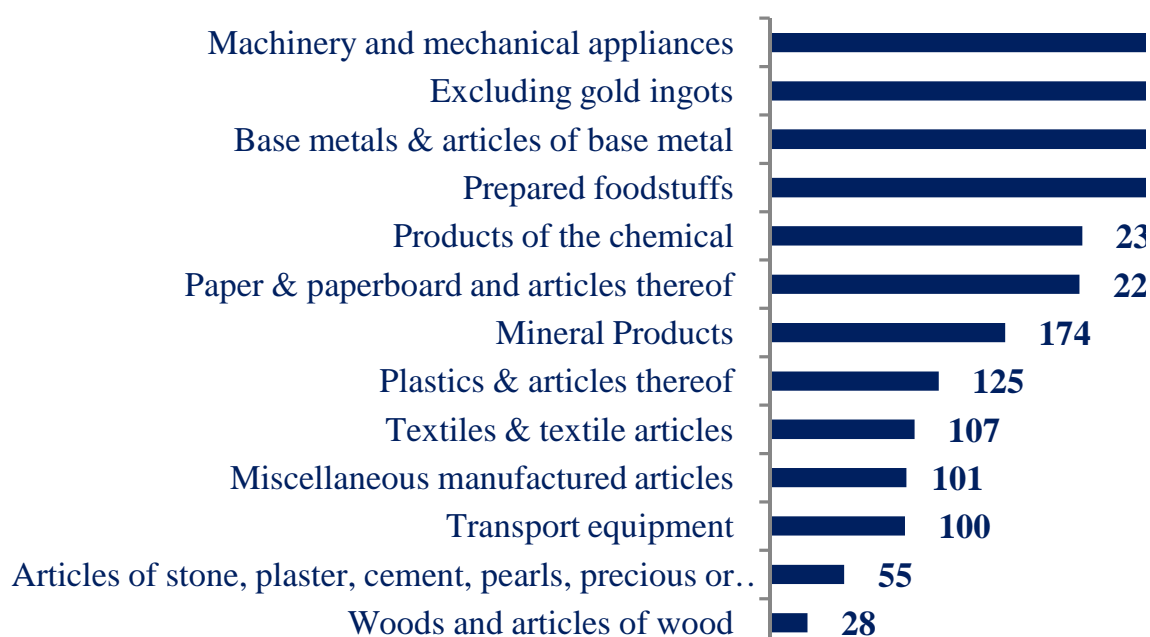 Machinery and mechanical appliances
Excluding gold ingots
Base metals & articles of base metal
Prepared foodstuffs
Products of the chemical 23
Paper & paperboard and articles thereof 22
Mineral Products 174
Plastics & articles thereof 125
Textiles & textile articles 107
Miscellaneous manufactured articles 101
Transport equipment 100
Articles of stone, plaster, cement, pearls, precious or.. 55
Woods and articles of wood 28